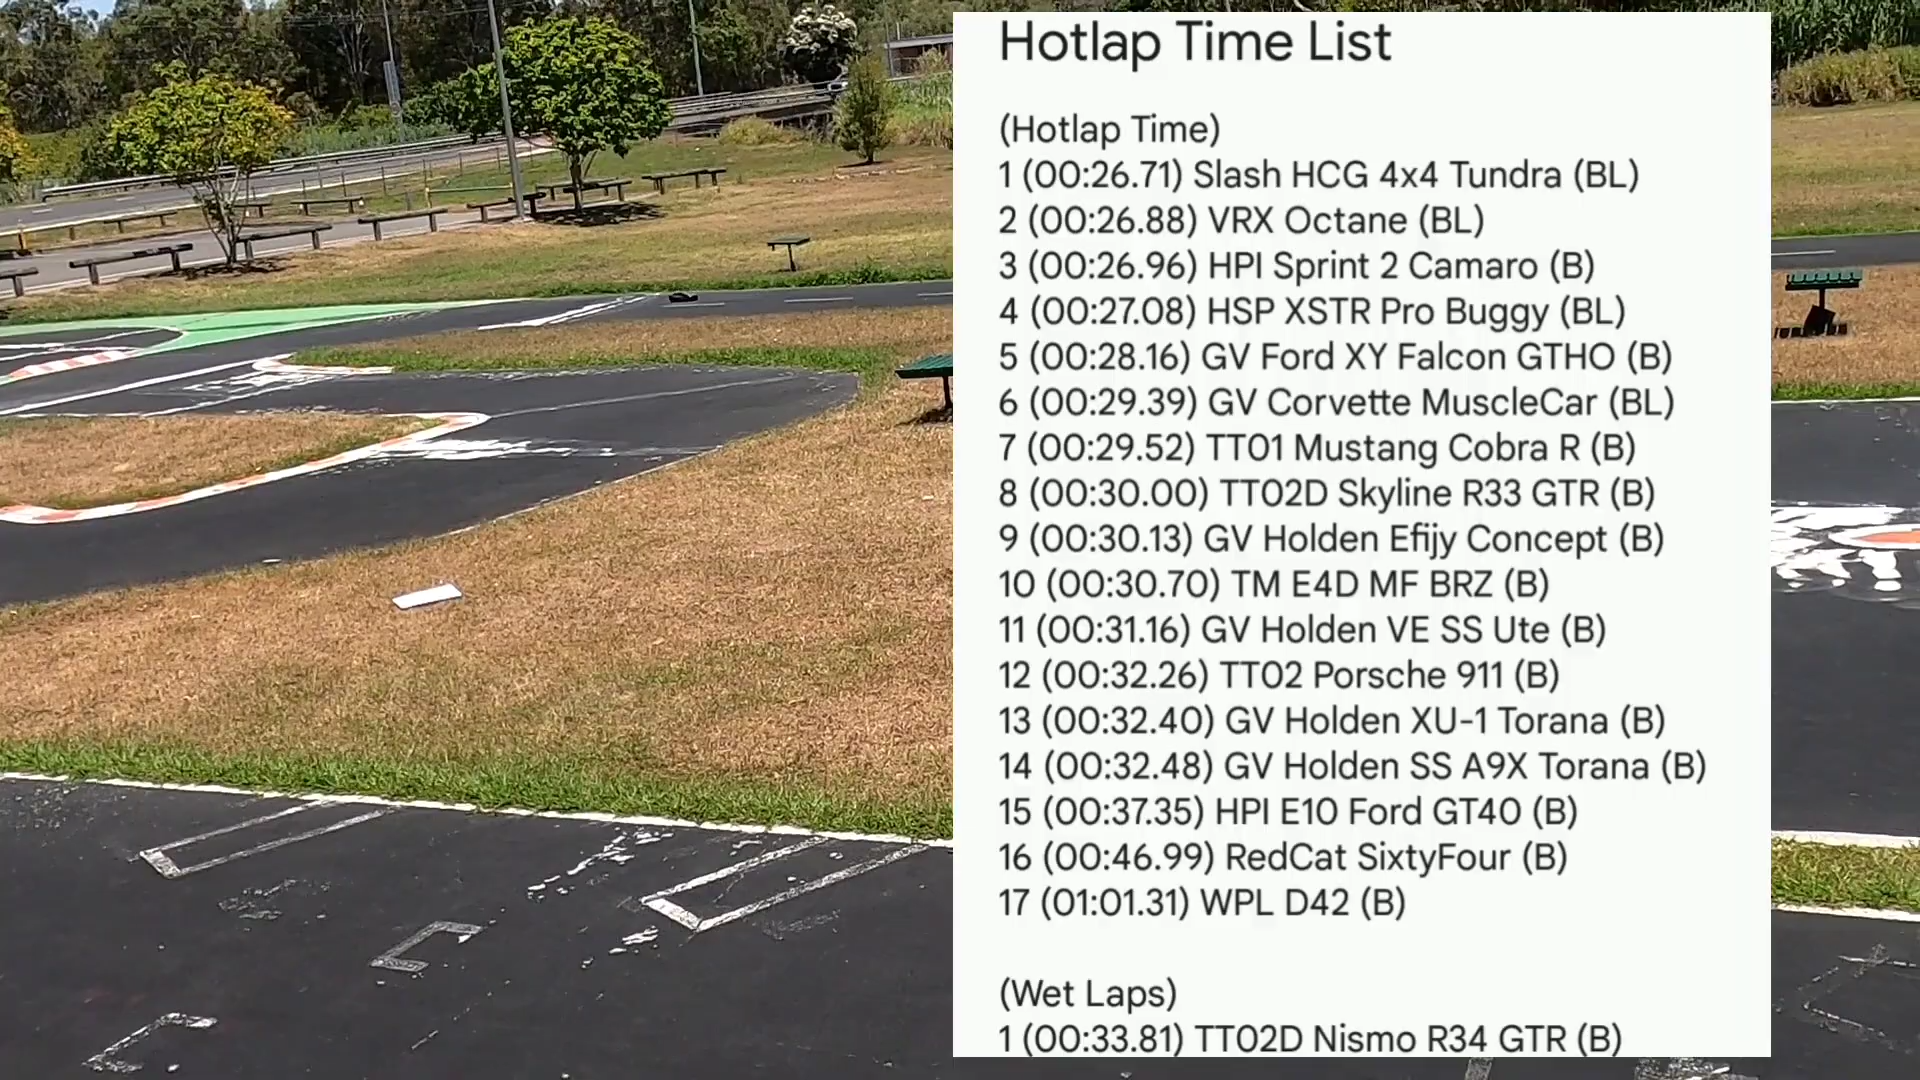 Hotlap Time List
(Hotlap Time)
1 (00:26.71) Slash HCG 4x4 Tundra (BL)
2 (00:26.88) VRX Octane (BL)
3 (00:26.96) HPI Sprint 2 Camaro (B)
4 (00:27.08) HSP XSTR Pro Buggy (BL)
5 (00:28.16) GV Ford XY Falcon GTHO (B)
6 (00:29.39) GV Corvette MuscleCar (BL)
7 (00:29.52) TT01 Mustang Cobra R (B)
8 (00:30.00) TT02D Skyline R33 GTR (B)
9 (00:30.13) GV Holden Efijy Concept (B)
10 (00:30.70) TM E4D MF BRZ (B)
11 (00:31.16) GV Holden VE SS Ute (B)
12 (00:32.26) TT02 Porsche 911 (B)
13 (00:32.40) GV Holden XU-1 Torana (B)
14 (00:32.48) GV Holden SS A9X Torana (B)
15 (00:37.35) HPI E10 Ford GT40 (B)
16 (00:46.99) RedCat SixtyFour (B)
17 (01:01.31) WPL D42 (B)
(Wet Laps)
1 (00:33.81) TT02D Nismo R34 GTR (B)